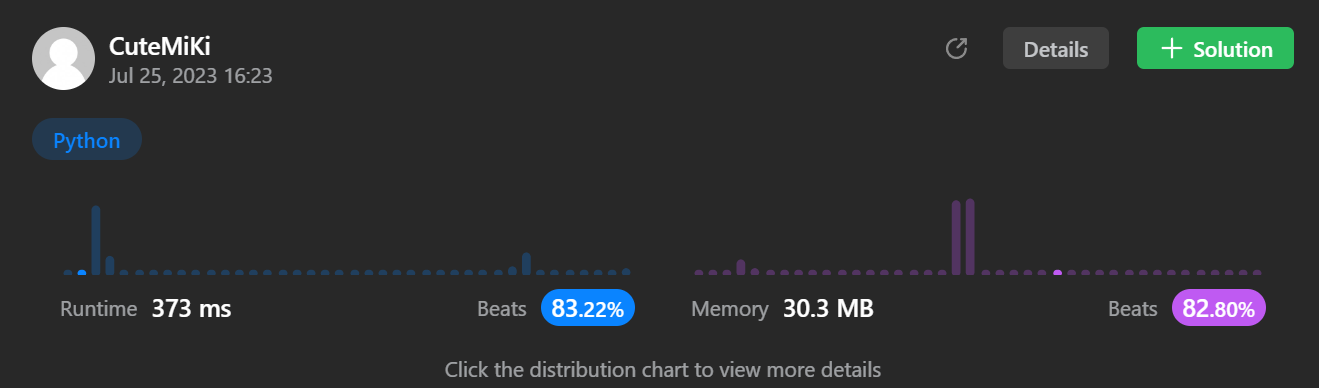 CuteMiKi
Details
Solution
Jul 25, 2023 16:23
Python
Runtime 373 ms Beats 83.22% Memory 30.3 MB Beats 82.80%
Click the distribution chart to view more details